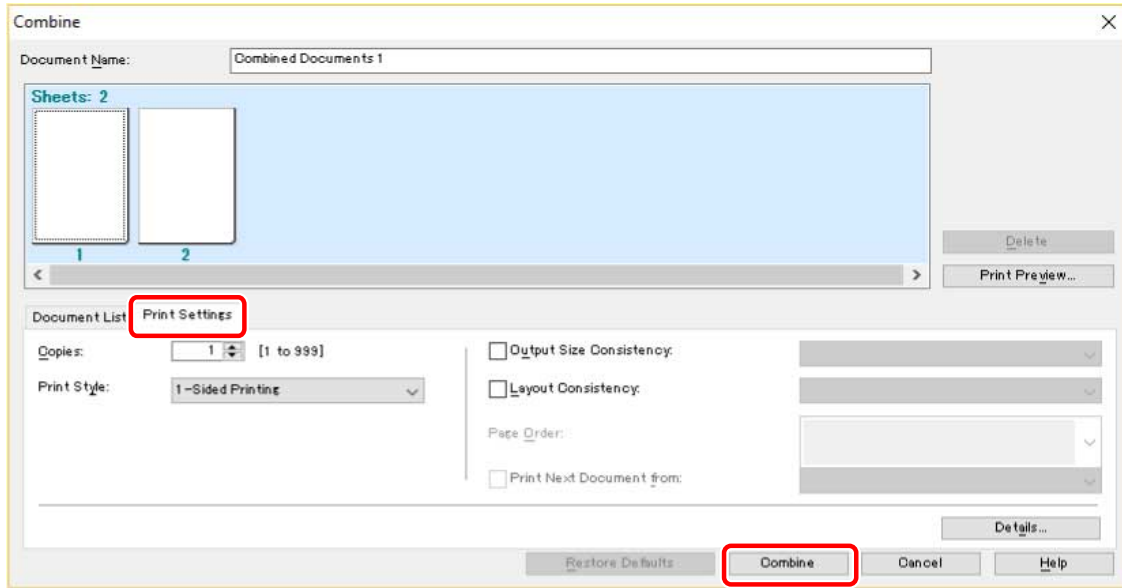 Combine
Document Name: Combined Documents 1
Sheets: 2
1 2
Delete
Print Preview...
Document List Print Settings
Copies: 1 [1 to 999]
Output Size Consistency:
Print Style: 1-Sided Printing
Layout Consistency:
Page Order:
Print Next Document from:
Details...
Restore Defaults Combine Cancel Help